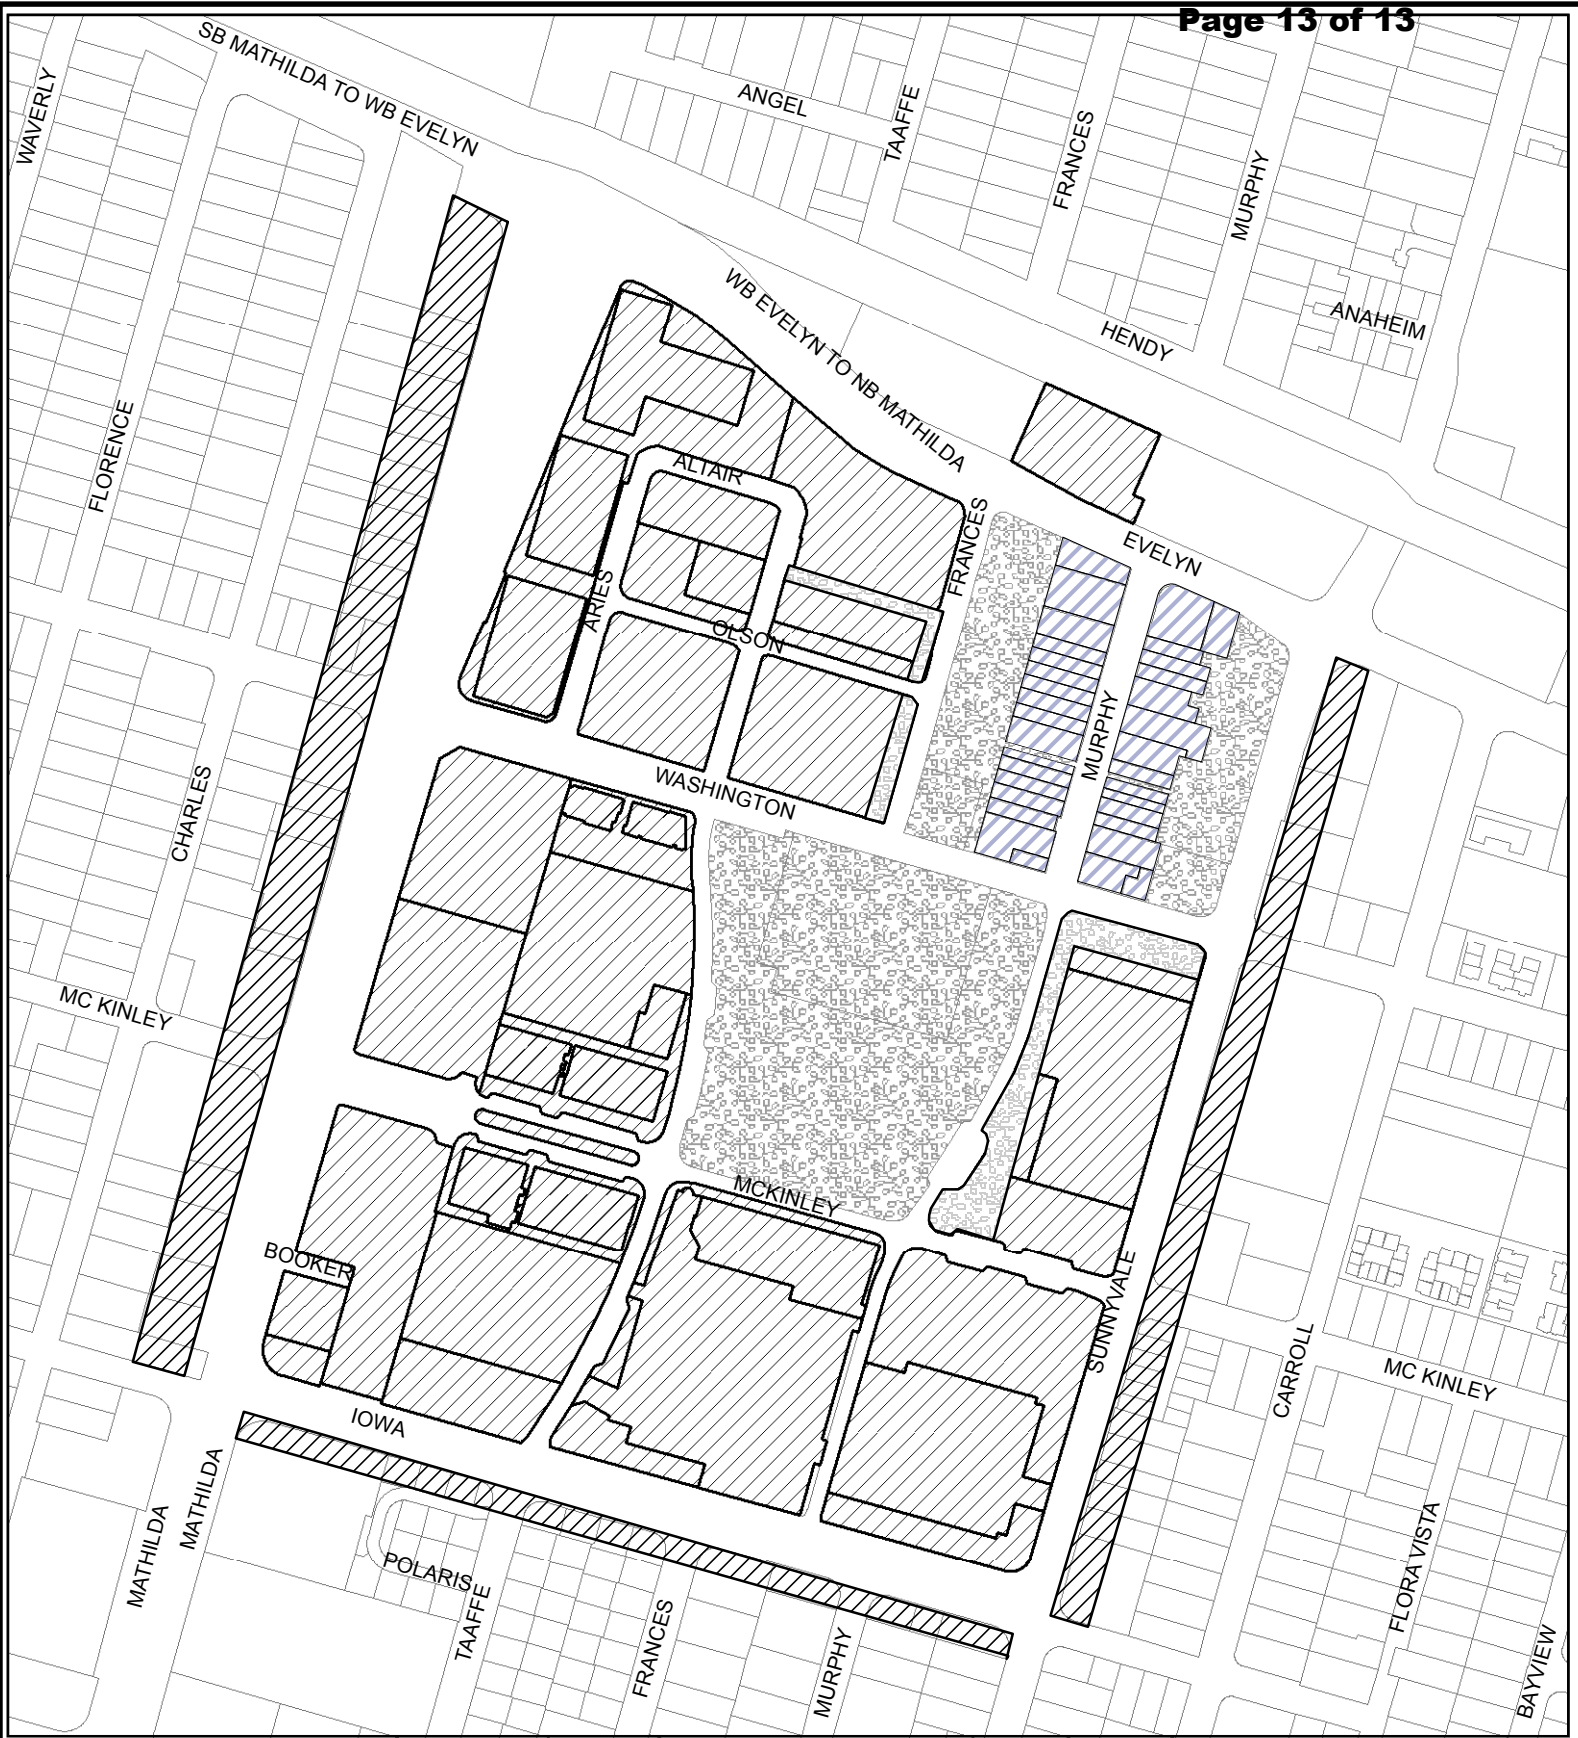 Page 13 of 13
SB MATHILDA TO WB EVELYN
WAVERLY
ANGEL
TAAFFE
FRANCES
MURPHY
ANAHEIM
HENDY
WB EVELYN TO NB MATHILDA
FLORENCE
ALTAIR
FRANCES
EVELYN
ARIES
OLSON
MURPHY
WASHINGTON
CHARLES
MC KINLEY
MCKINLEY
BOOKER
SUNNYVALE
CARROLL
MC KINLEY
IOWA
MATHILDA
MATHILDA
POLARIS
TAAFFE
FRANCES
MURPHY
FLORA VISTA
BAYVIEW